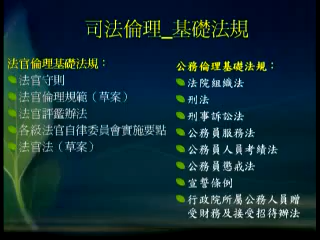 司法倫理_基礎法規
法官倫理基礎法規：
法官守則
法官倫理規範（草案）
法官評鑑辦法
各級法官自律委員會實施要點
法官法（草案）
公務倫理基礎法規：
法院組織法
刑法
刑事訴訟法
公務員服務法
公務員人員考績法
公務員懲戒法
宣誓條例
行政院所屬公務人員贈
受財務及接受招待辦法